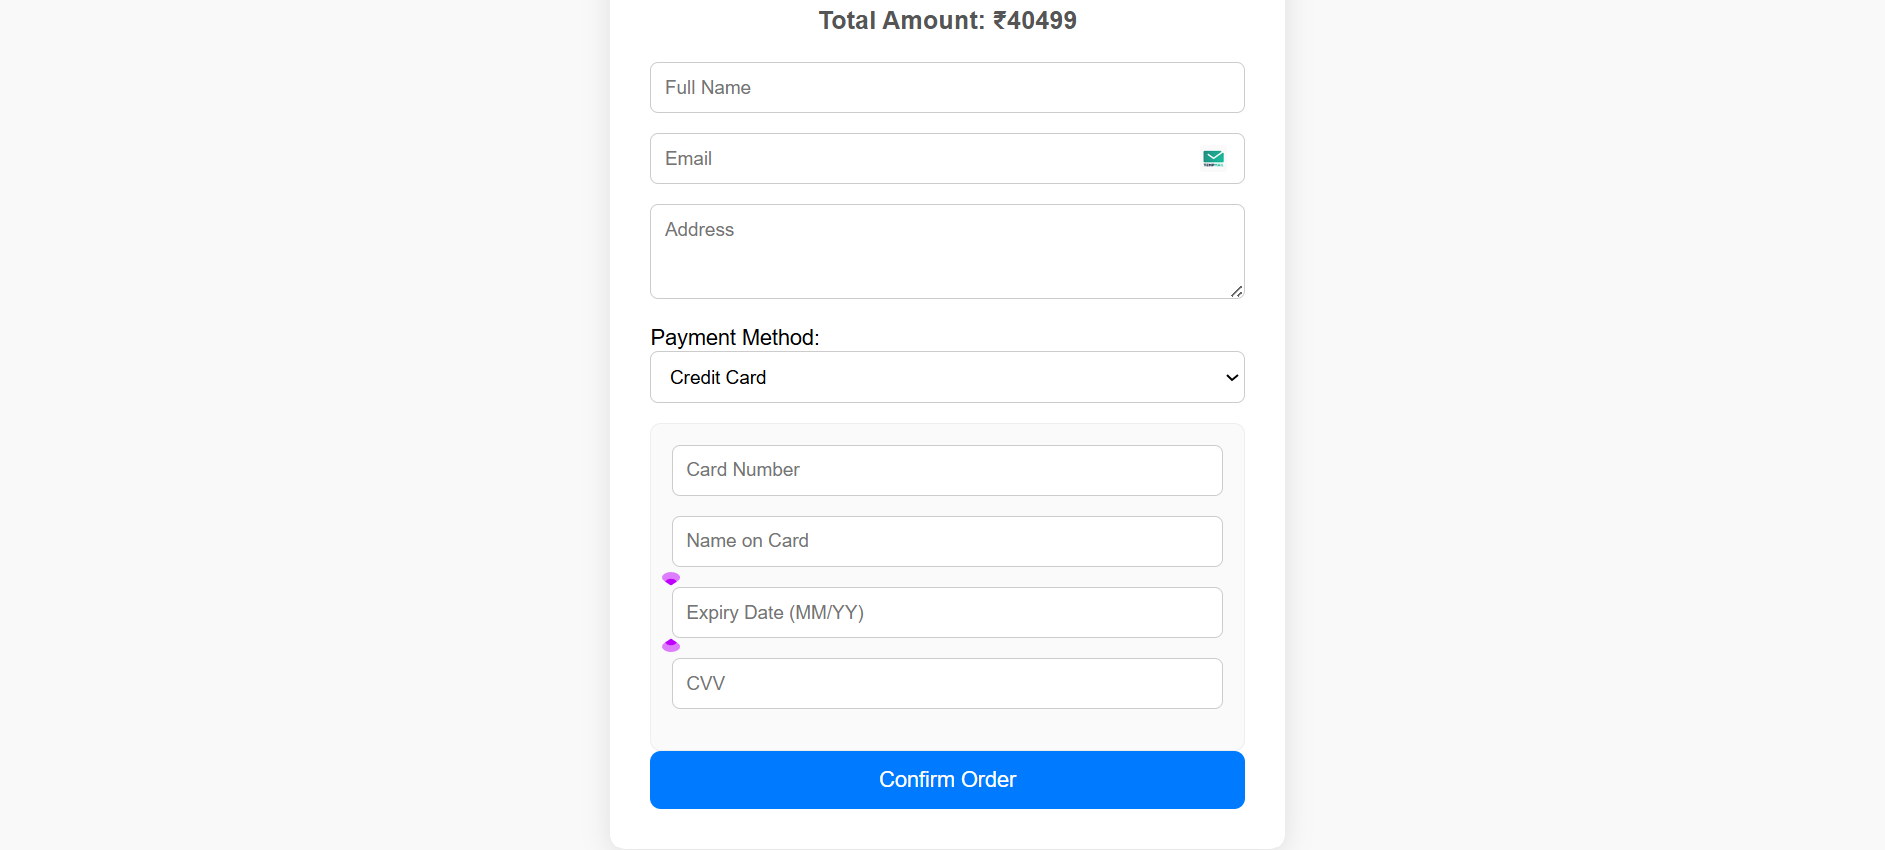 Total Amount: ₹40499
Full Name
Email
Address
Payment Method:
Credit Card
Card Number
Name on Card
Expiry Date (MM/YY)
CVV
Confirm Order